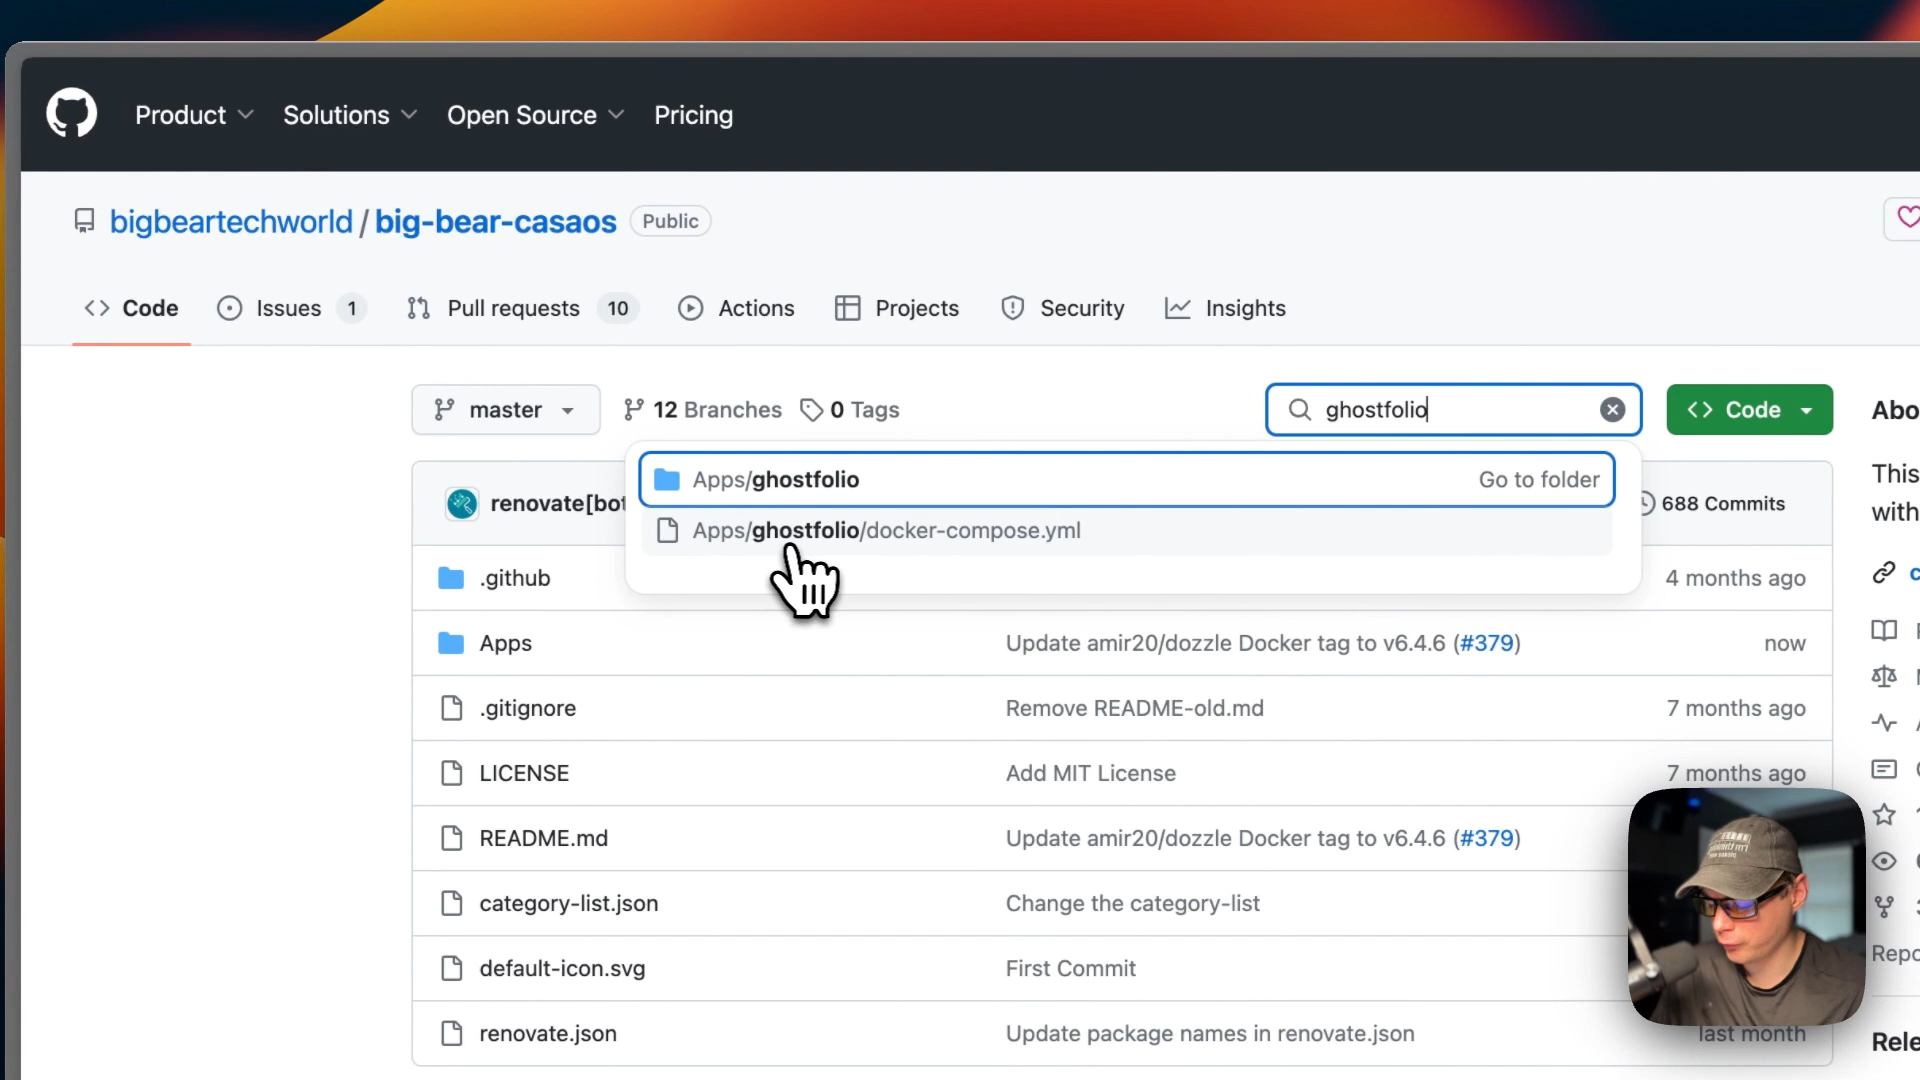 Product Solutions Open Source Pricing
bigbeartechworld / big-bear-casaos Public
Code Issues 1 Pull requests 10 Actions Projects Security Insights
master 12 Branches 0 Tags ghostfolio Code Abo
Apps/ghostfolio Go to folder
Apps/ghostfolio/docker-compose.yml
renovate[bot 688 Commits
This
with
.github 4 months ago
Apps Update amir20/dozzle Docker tag to v6.4.6 (#379) now
.gitignore Remove README-old.md 7 months ago
LICENSE Add MIT License 7 months ago
README.md Update amir20/dozzle Docker tag to v6.4.6 (#379)
category-list.json Change the category-list
default-icon.svg First Commit
Repo
renovate.json Update package names in renovate.json last month
Rele